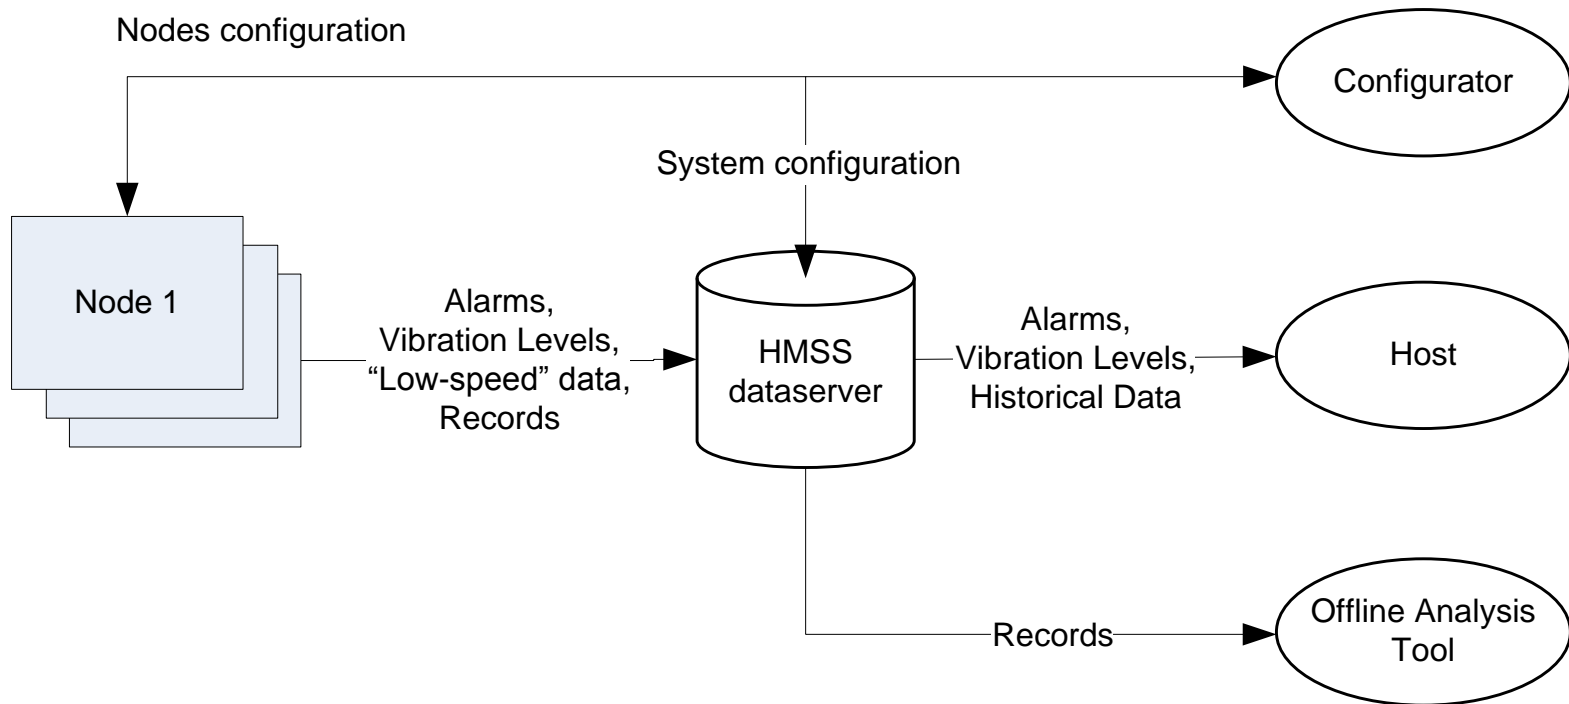 Nodes configuration
Configurator
System configuration
Node 1
Alarms,
Vibration Levels,
“Low-speed” data,
Records
HMSS
dataserver
Alarms,
Vibration Levels,
Historical Data
Host
Records
Offline Analysis
Tool